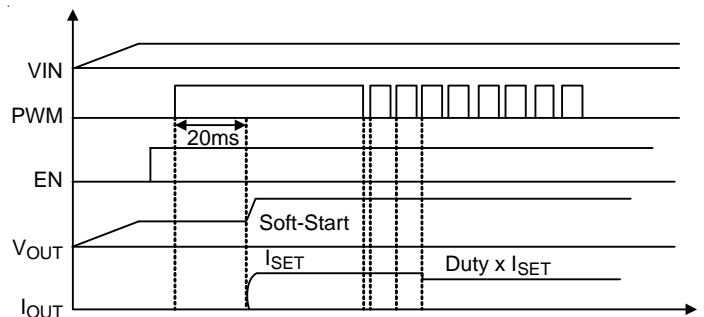 VIN
PWM
20ms
EN
Soft-Start
VOUT
ISET
Duty x ISET
IOUT